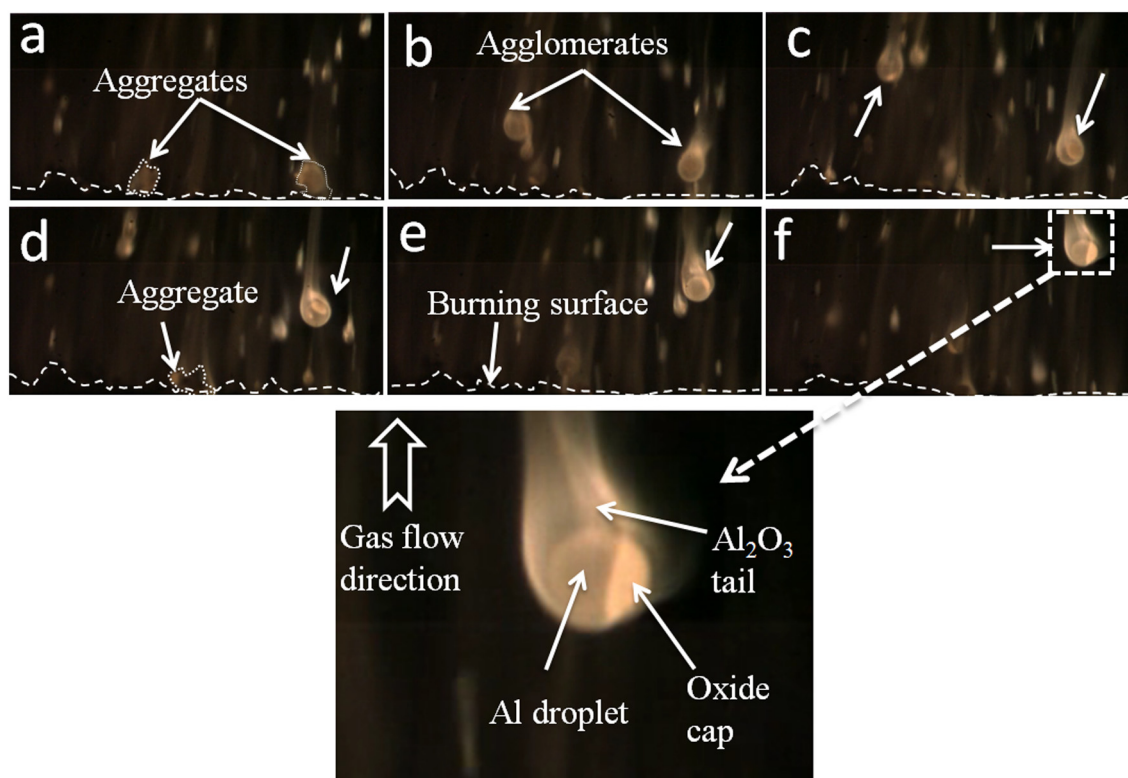 a
Aggregates
b
Agglomerates
c
d
Aggregate
e
Burning surface
f
Gas flow
direction
Al₂O₃
tail
Al droplet
Oxide
cap